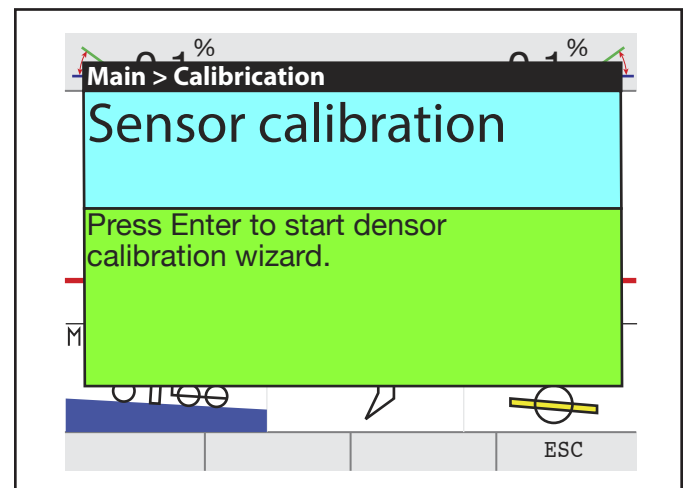 % %
Main > Calibrication
Sensor calibration
Press Enter to start densor
calibration wizard.
M
ESC